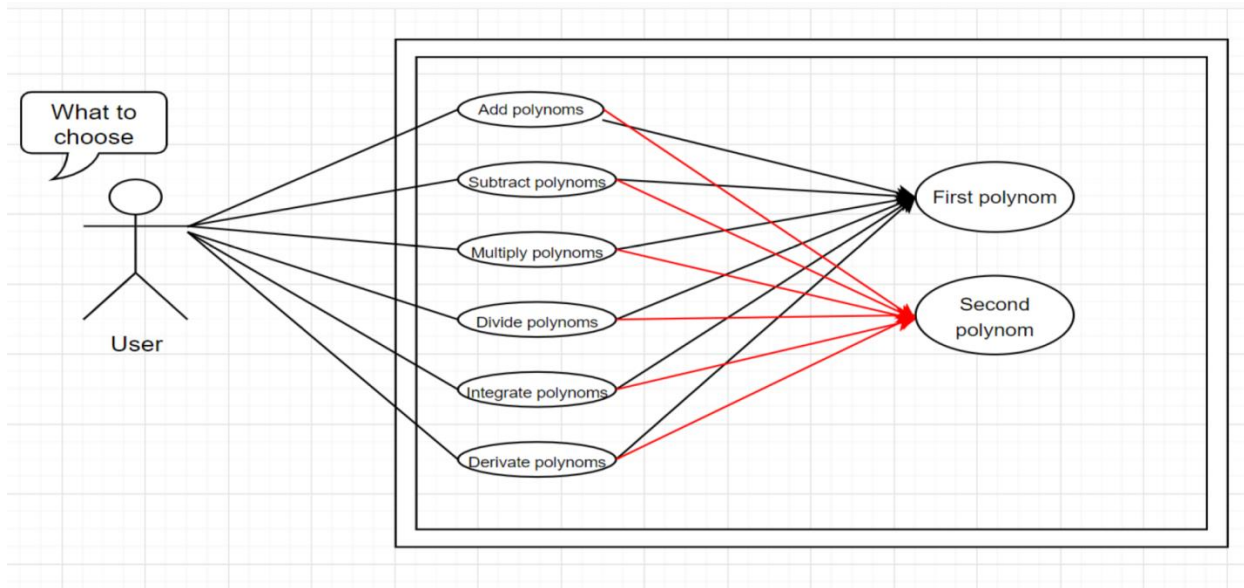 What to
choose
User
Add polynoms
Subtract polynoms
Multiply polynoms
Divide polynoms
Integrate polynoms
Derivate polynoms
First polynom
Second
polynom